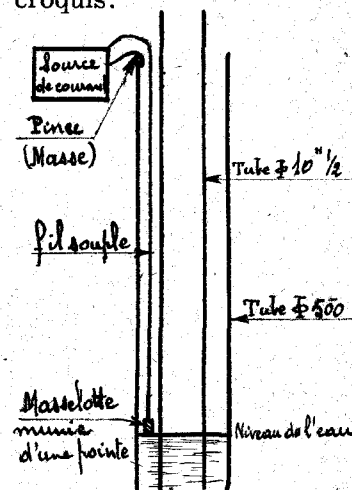 croquis.
Source
de courant
Pince
(Masse)
Tube Φ 10" 1/2
fil souple
Tube Φ 500
Masselotte
munie
d'une pointe
Niveau de l'eau